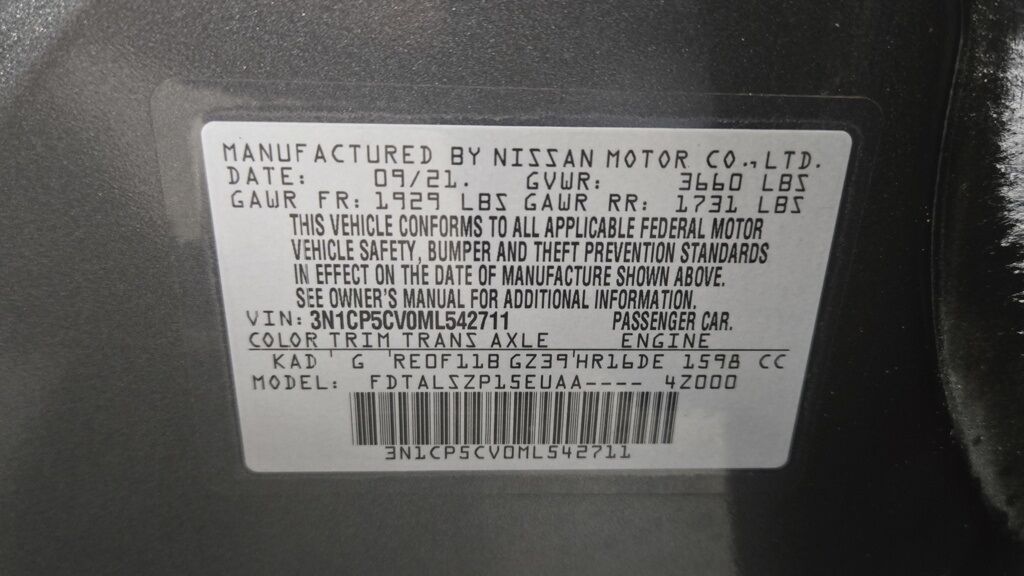 MANUFACTURED BY NISSAN MOTOR CO., LTD.
DATE: 09/21. GVWR: 3660 LBS
GAWR FR: 1929 LBS GAWR RR: 1731 LBS
THIS VEHICLE CONFORMS TO ALL APPLICABLE FEDERAL MOTOR
VEHICLE SAFETY, BUMPER AND THEFT PREVENTION STANDARDS
IN EFFECT ON THE DATE OF MANUFACTURE SHOWN ABOVE.
SEE OWNER'S MANUAL FOR ADDITIONAL INFORMATION.
VIN: 3N1CP5CV0ML542711 PASSENGER CAR.
COLOR TRIM TRANS AXLE ENGINE
KAD G RE0F11B GZ39 HR16DE 1598 CC
MODEL: FDTALSZP15EUAA---- 4Z000
3N1CP5CV0ML542711